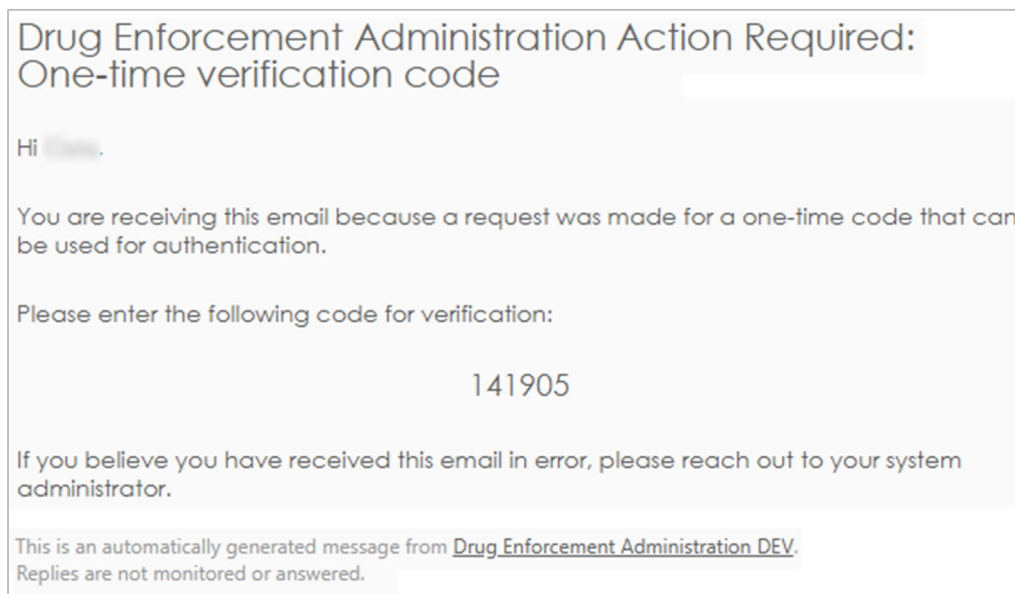 Drug Enforcement Administration Action Required:
One-time verification code
Hi .
You are receiving this email because a request was made for a one-time code that can
be used for authentication.
Please enter the following code for verification:
141905
If you believe you have received this email in error, please reach out to your system
administrator.
This is an automatically generated message from Drug Enforcement Administration DEV.
Replies are not monitored or answered.